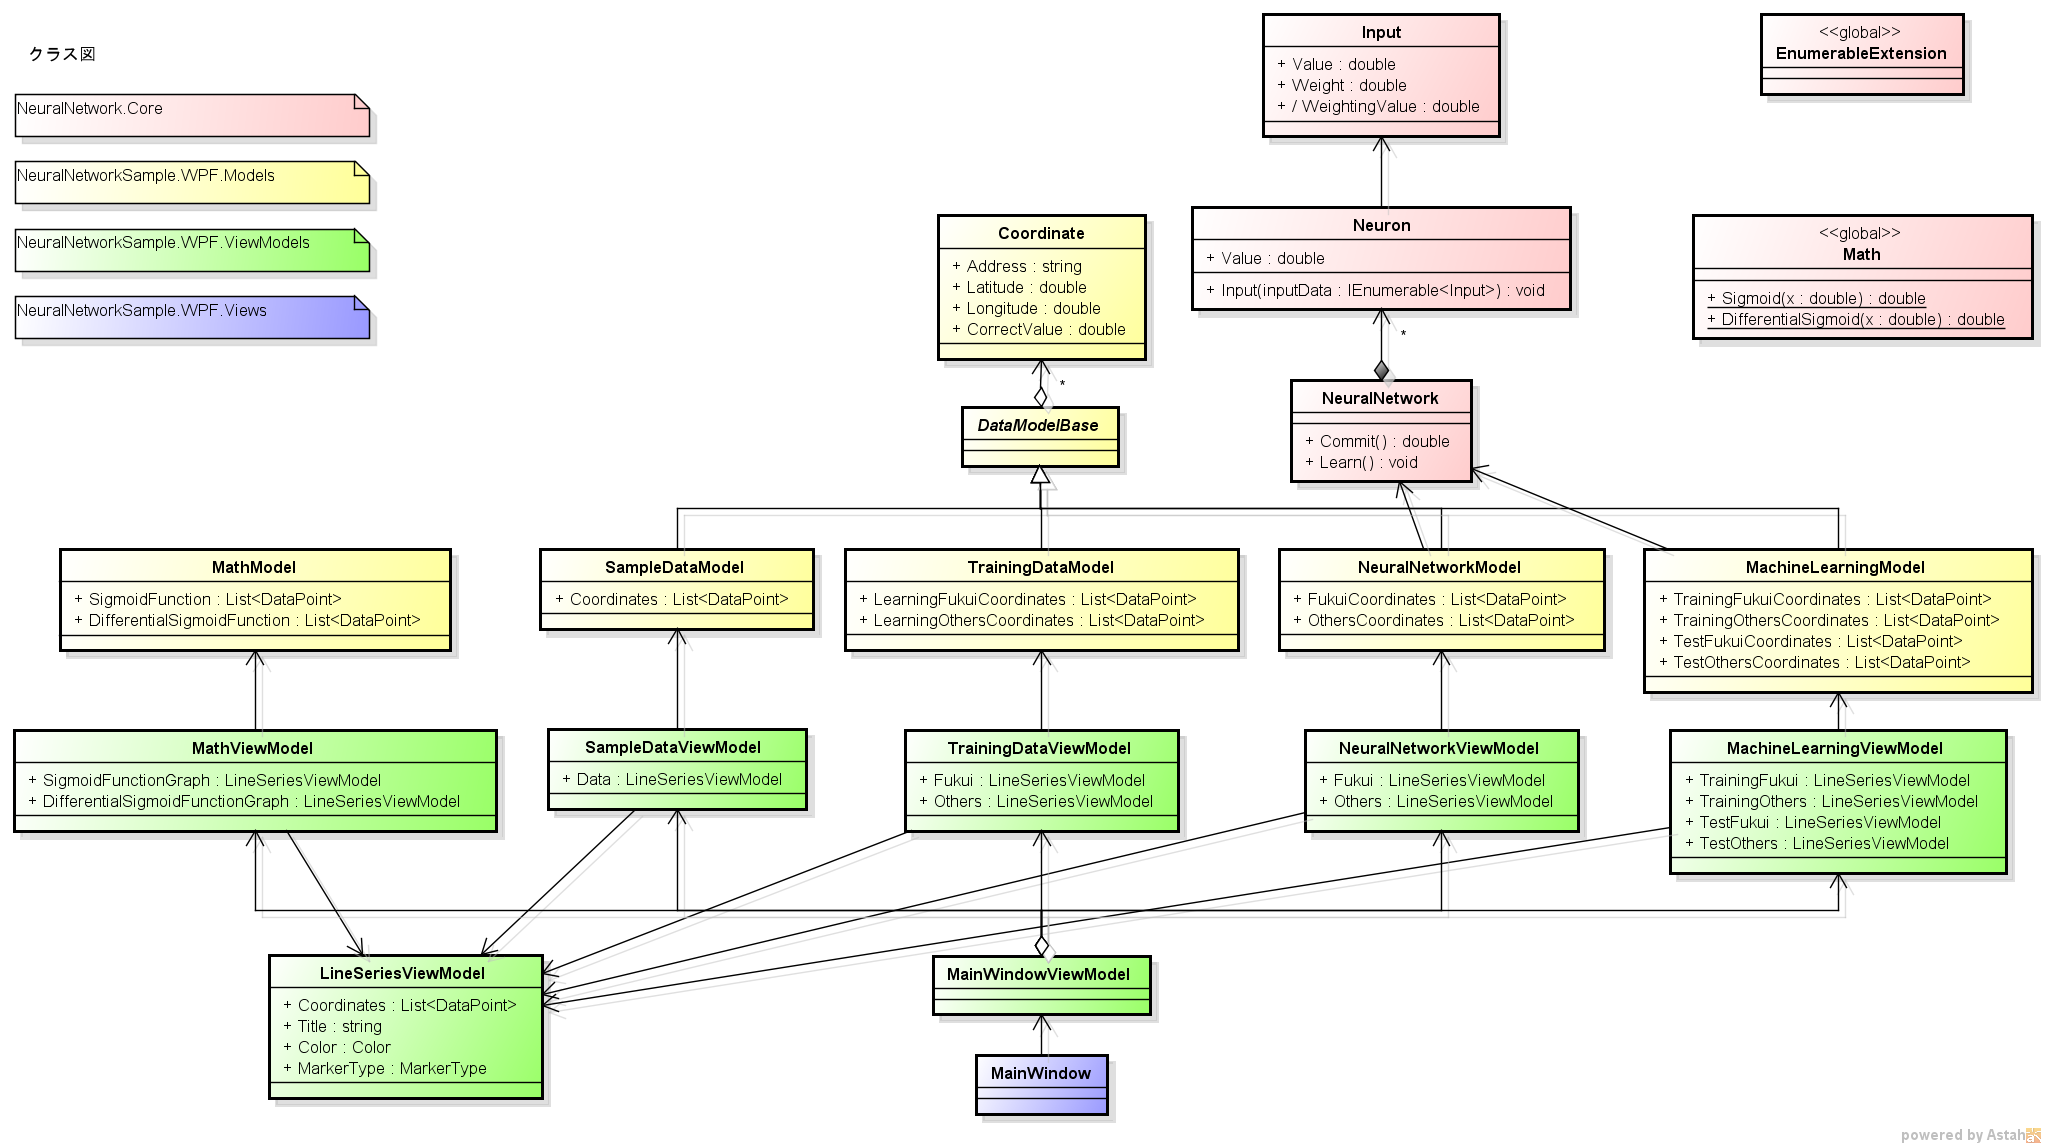 クラス図
NeuralNetwork.Core
NeuralNetworkSample.WPF.Models
NeuralNetworkSample.WPF.ViewModels
NeuralNetworkSample.WPF.Views
Input
+ Value : double
+ Weight : double
+ / WeightingValue : double
<<global>>
EnumerableExtension
Coordinate
+ Address : string
+ Latitude : double
+ Longitude : double
+ CorrectValue : double
*
Neuron
+ Value : double
+ Input(inputData : IEnumerable<Input>) : void
*
<<global>>
Math
+ Sigmoid(x : double) : double
+ DifferentialSigmoid(x : double) : double
DataModelBase
NeuralNetwork
+ Commit() : double
+ Learn() : void
MathModel
+ SigmoidFunction : List<DataPoint>
+ DifferentialSigmoidFunction : List<DataPoint>
SampleDataModel
+ Coordinates : List<DataPoint>
TrainingDataModel
+ LearningFukuiCoordinates : List<DataPoint>
+ LearningOthersCoordinates : List<DataPoint>
NeuralNetworkModel
+ FukuiCoordinates : List<DataPoint>
+ OthersCoordinates : List<DataPoint>
MachineLearningModel
+ TrainingFukuiCoordinates : List<DataPoint>
+ TrainingOthersCoordinates : List<DataPoint>
+ TestFukuiCoordinates : List<DataPoint>
+ TestOthersCoordinates : List<DataPoint>
MathViewModel
+ SigmoidFunctionGraph : LineSeriesViewModel
+ DifferentialSigmoidFunctionGraph : LineSeriesViewModel
SampleDataViewModel
+ Data : LineSeriesViewModel
TrainingDataViewModel
+ Fukui : LineSeriesViewModel
+ Others : LineSeriesViewModel
NeuralNetworkViewModel
+ Fukui : LineSeriesViewModel
+ Others : LineSeriesViewModel
MachineLearningViewModel
+ TrainingFukui : LineSeriesViewModel
+ TrainingOthers : LineSeriesViewModel
+ TestFukui : LineSeriesViewModel
+ TestOthers : LineSeriesViewModel
LineSeriesViewModel
+ Coordinates : List<DataPoint>
+ Title : string
+ Color : Color
+ MarkerType : MarkerType
MainWindowViewModel
MainWindow
powered by Astah